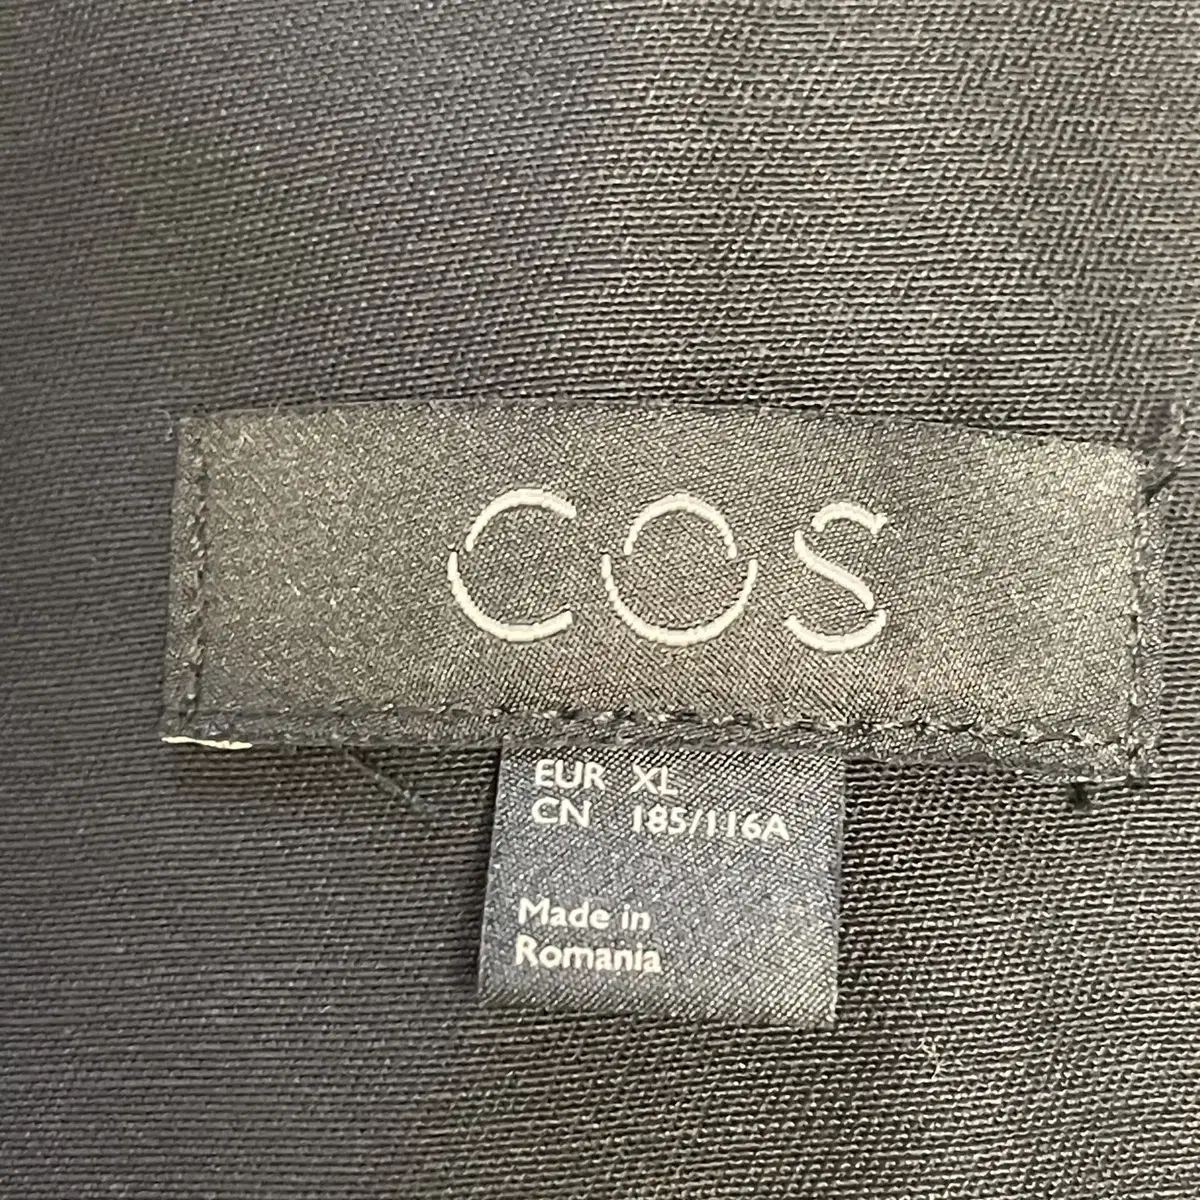 COS
EUR XL
CN 185/116A
Made in
Romania